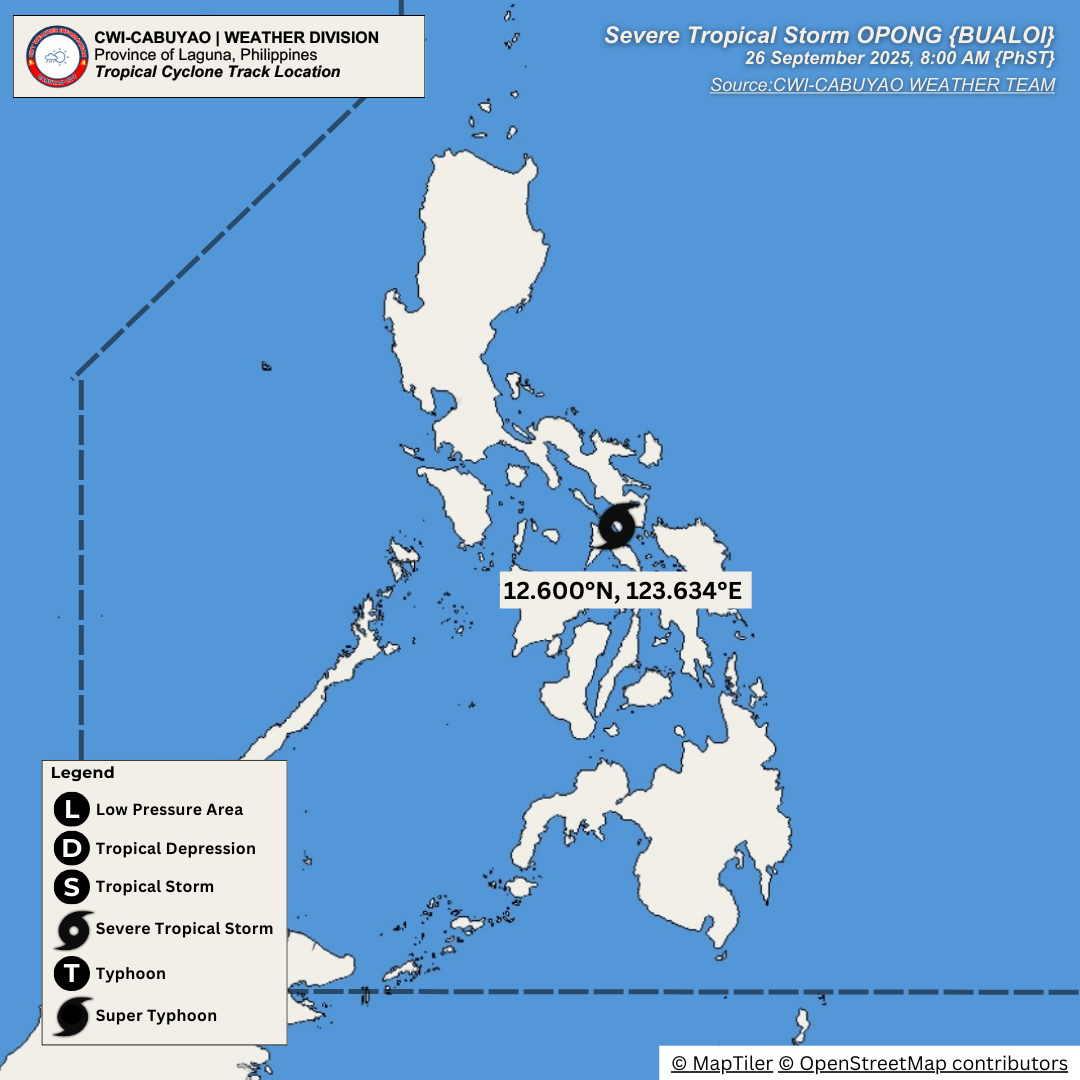 CWI-CABUYAO | WEATHER DIVISION
Province of Laguna, Philippines
Tropical Cyclone Track Location
Severe Tropical Storm OPONG {BUALOI}
26 September 2025, 8:00 AM {PhST}
Source:CWI-CABUYAO WEATHER TEAM
12.600°N, 123.634°E
Legend
L Low Pressure Area
D Tropical Depression
S Tropical Storm
Severe Tropical Storm
T Typhoon
Super Typhoon
© MapTiler © OpenStreetMap contributors